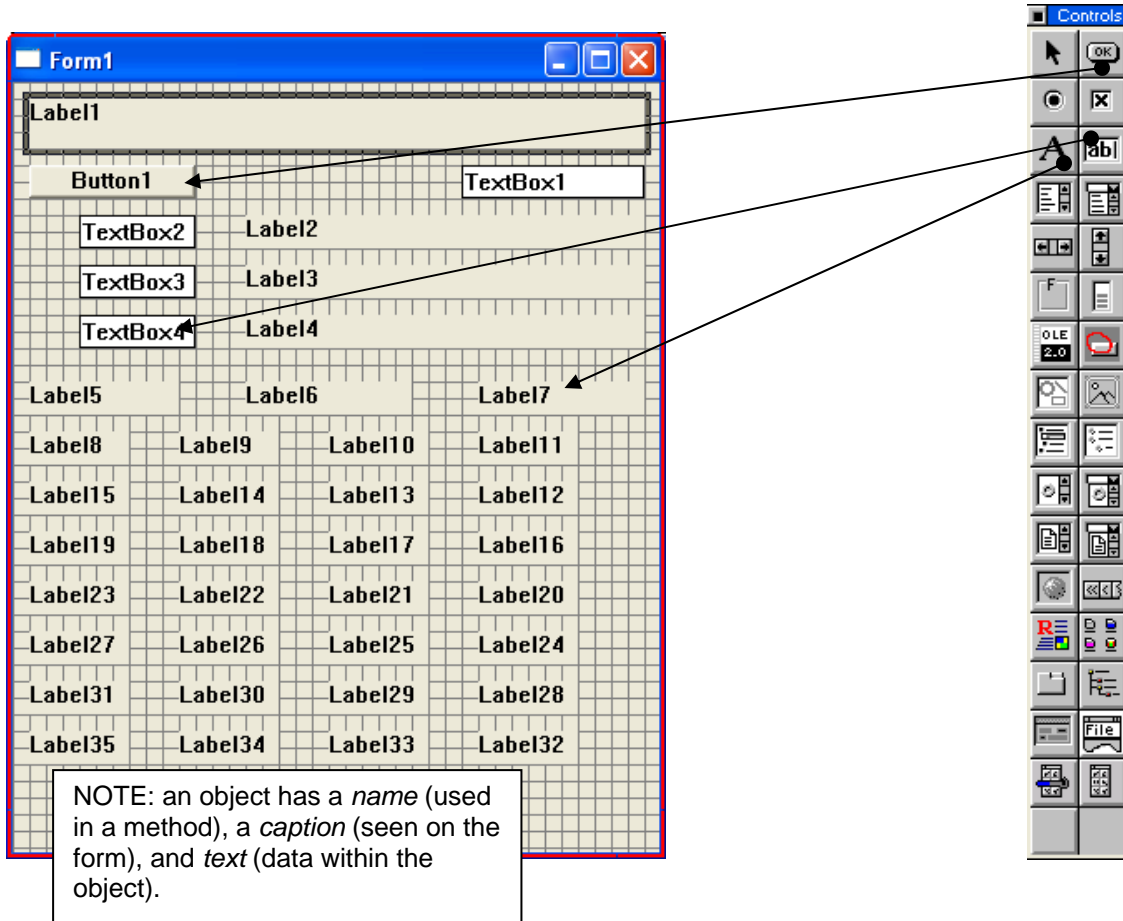 Controls
Form1
OK
Label1
A
abl
Button1
TextBox1
TextBox2
Label2
TextBox3
Label3
F
TextBox4
Label4
OLE
2.0
Label5
Label6
Label7
Label8
Label9
Label10
Label11
Label15
Label14
Label13
Label12
Label19
Label18
Label17
Label16
Label23
Label22
Label21
Label20
Label27
Label26
Label25
Label24
R
Label31
Label30
Label29
Label28
Label35
Label34
Label33
Label32
File
NOTE: an object has a name (used
in a method), a caption (seen on the
form), and text (data within the
object).